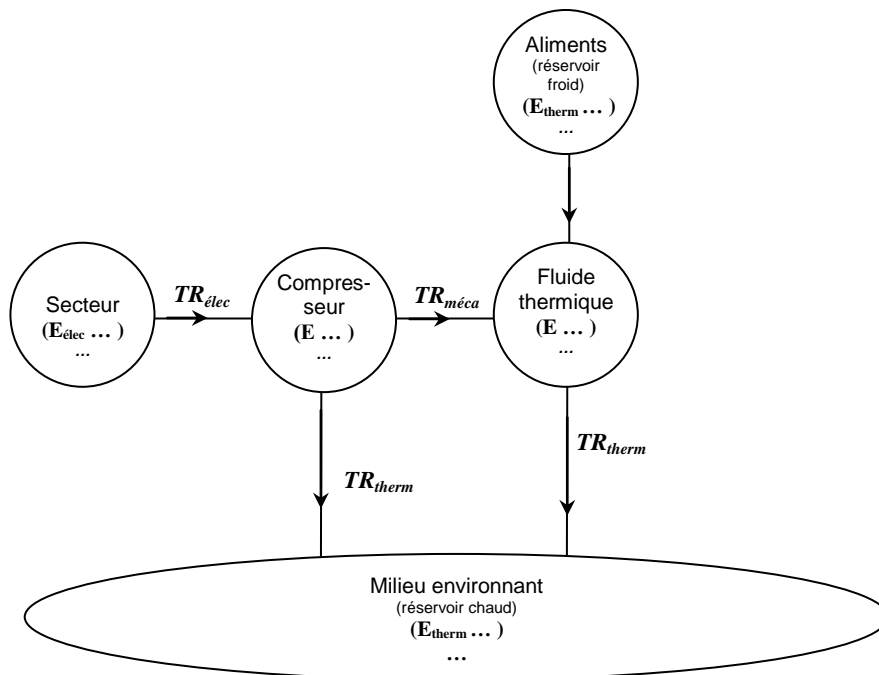 Aliments
(réservoir
froid)
(Etherm … )
...
Secteur
(Eélec … )
...
TRélec
Compres-
seur
(E … )
...
TRméca
Fluide
thermique
(E … )
...
TRtherm
TRtherm
Milieu environnant
(réservoir chaud)
(Etherm … )
…